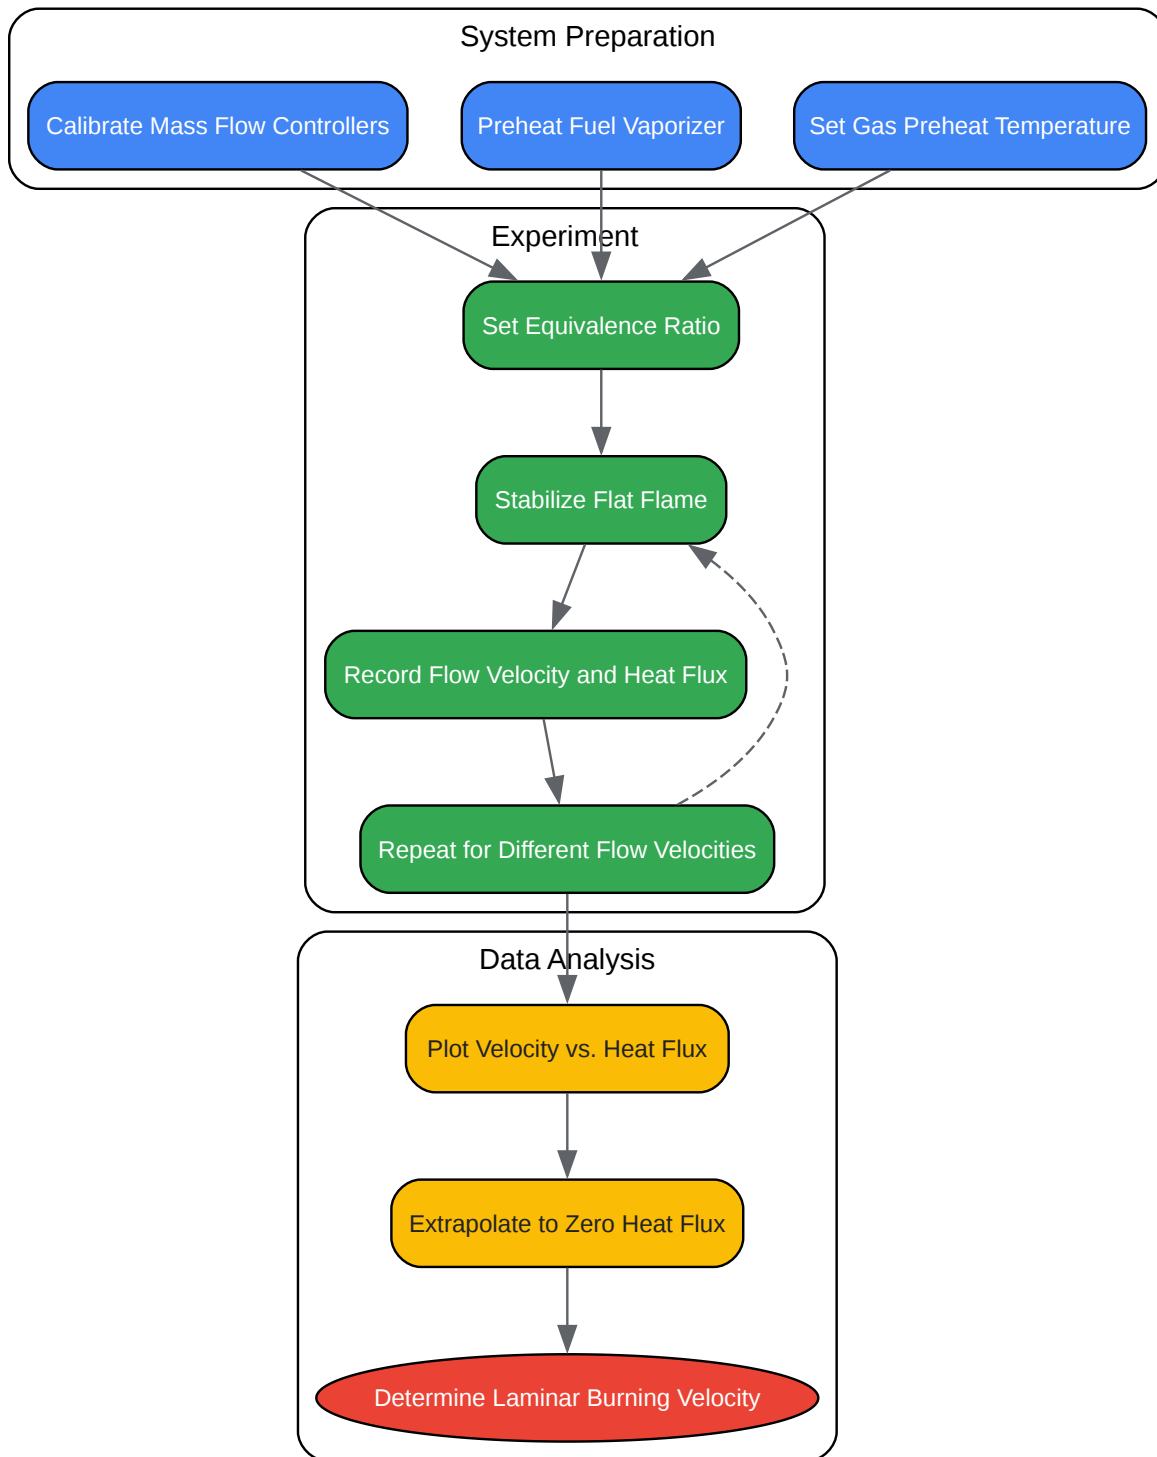 System Preparation
Calibrate Mass Flow Controllers
Preheat Fuel Vaporizer
Set Gas Preheat Temperature
Experiment
Set Equivalence Ratio
Stabilize Flat Flame
Record Flow Velocity and Heat Flux
Repeat for Different Flow Velocities
Data Analysis
Plot Velocity vs. Heat Flux
Extrapolate to Zero Heat Flux
Determine Laminar Burning Velocity